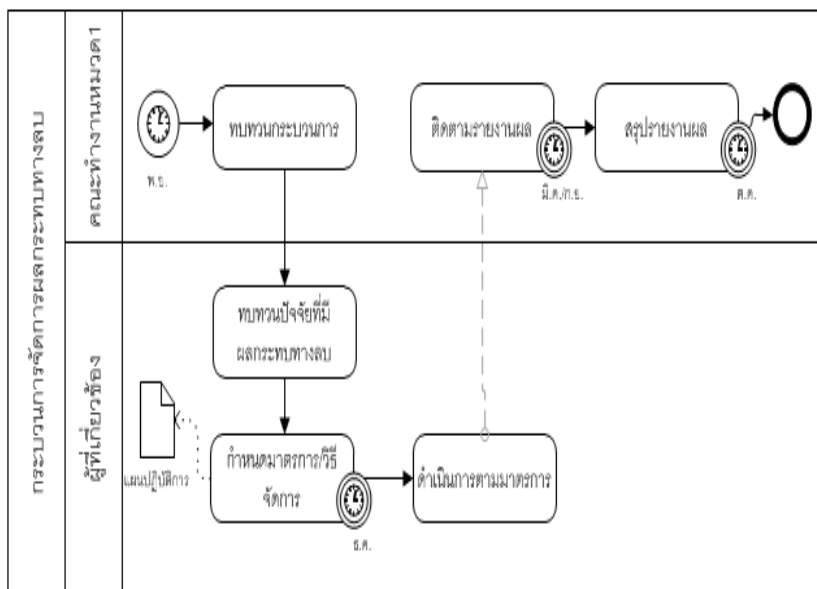 กระบวนการจัดการผลกระทบทางลบ
คณะทำงานหมวด1
พ.ย.
ทบทวนกระบวนการ
ติดตามรายงานผล
มี.ค./ก.ย.
สรุปรายงานผล
ต.ค.
ผู้ที่เกี่ยวข้อง
ทบทวนปัจจัยที่มี
ผลกระทบทางลบ
แผนปฏิบัติการ
กำหนดมาตรการ/วิธี
จัดการ
ธ.ค.
ดำเนินการตามมาตรการ